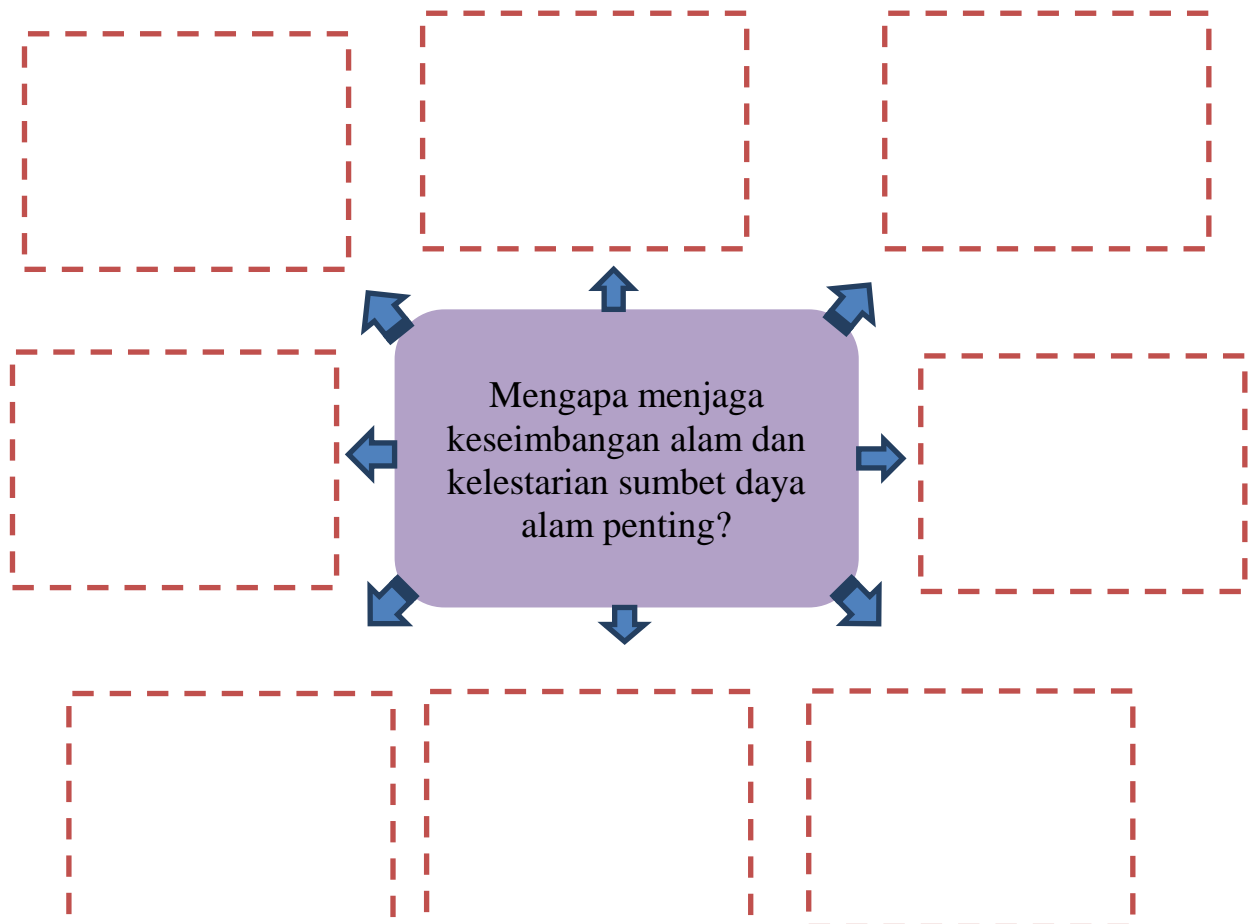 Mengapa menjaga
keseimbangan alam dan
kelestarian sumbet daya
alam penting?